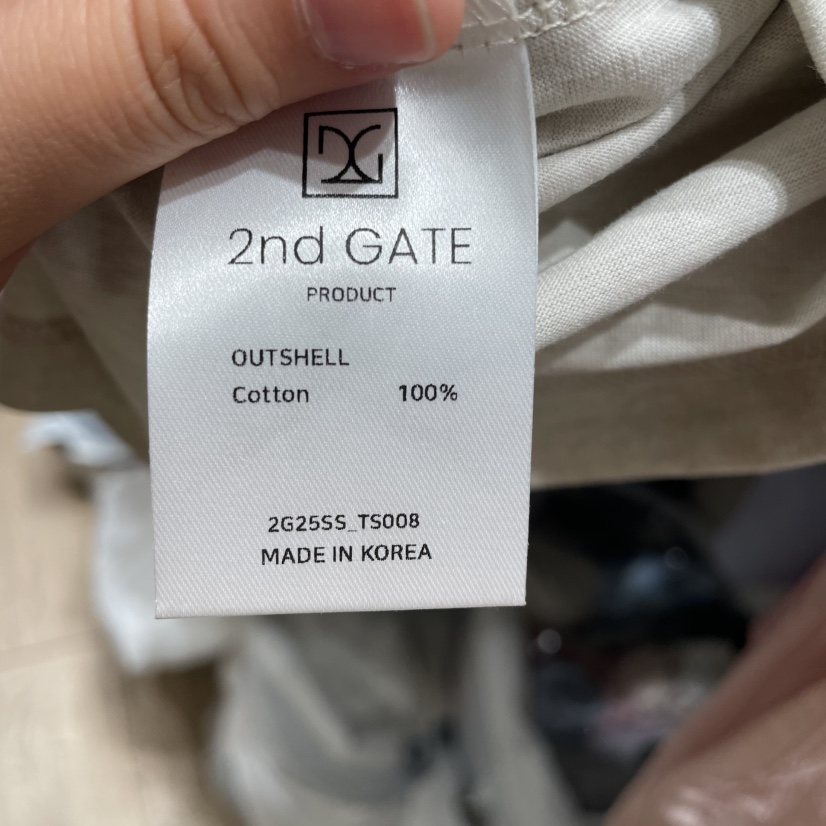 2nd GATE
PRODUCT
OUTSHELL
Cotton 100%
2G25SS_TS008
MADE IN KOREA